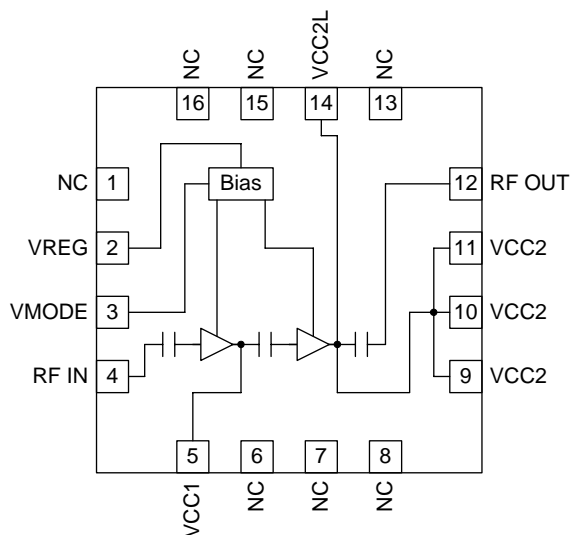 NC
NC
VCC2L
NC
16
15
14
13
NC
1
Bias
12
RF OUT
VREG
2
11
VCC2
VMODE
3
10
VCC2
RF IN
4
9
VCC2
5
6
7
8
VCC1
NC
NC
NC